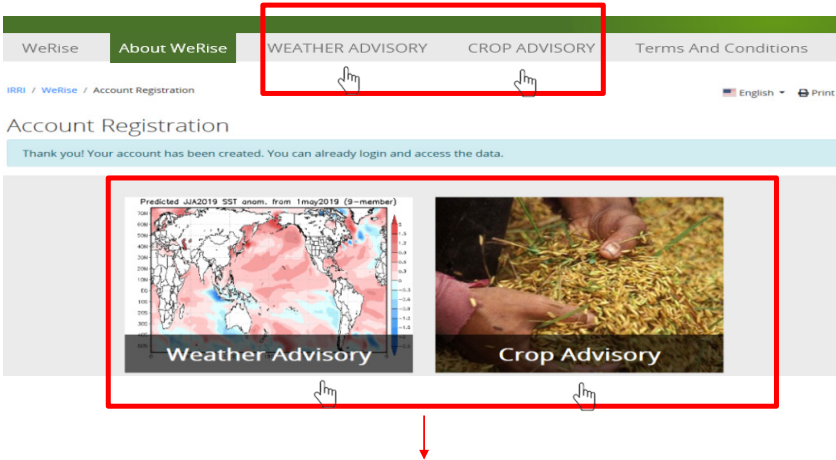 WeRise About WeRise WEATHER ADVISORY CROP ADVISORY Terms And Conditions
IRRI / WeRise / Account Registration
English Print
Account Registration
Thank you! Your account has been created. You can already login and access the data.
Predicted JJA2019 SST anom. from 1may2019 (9-member)
Weather Advisory
Crop Advisory